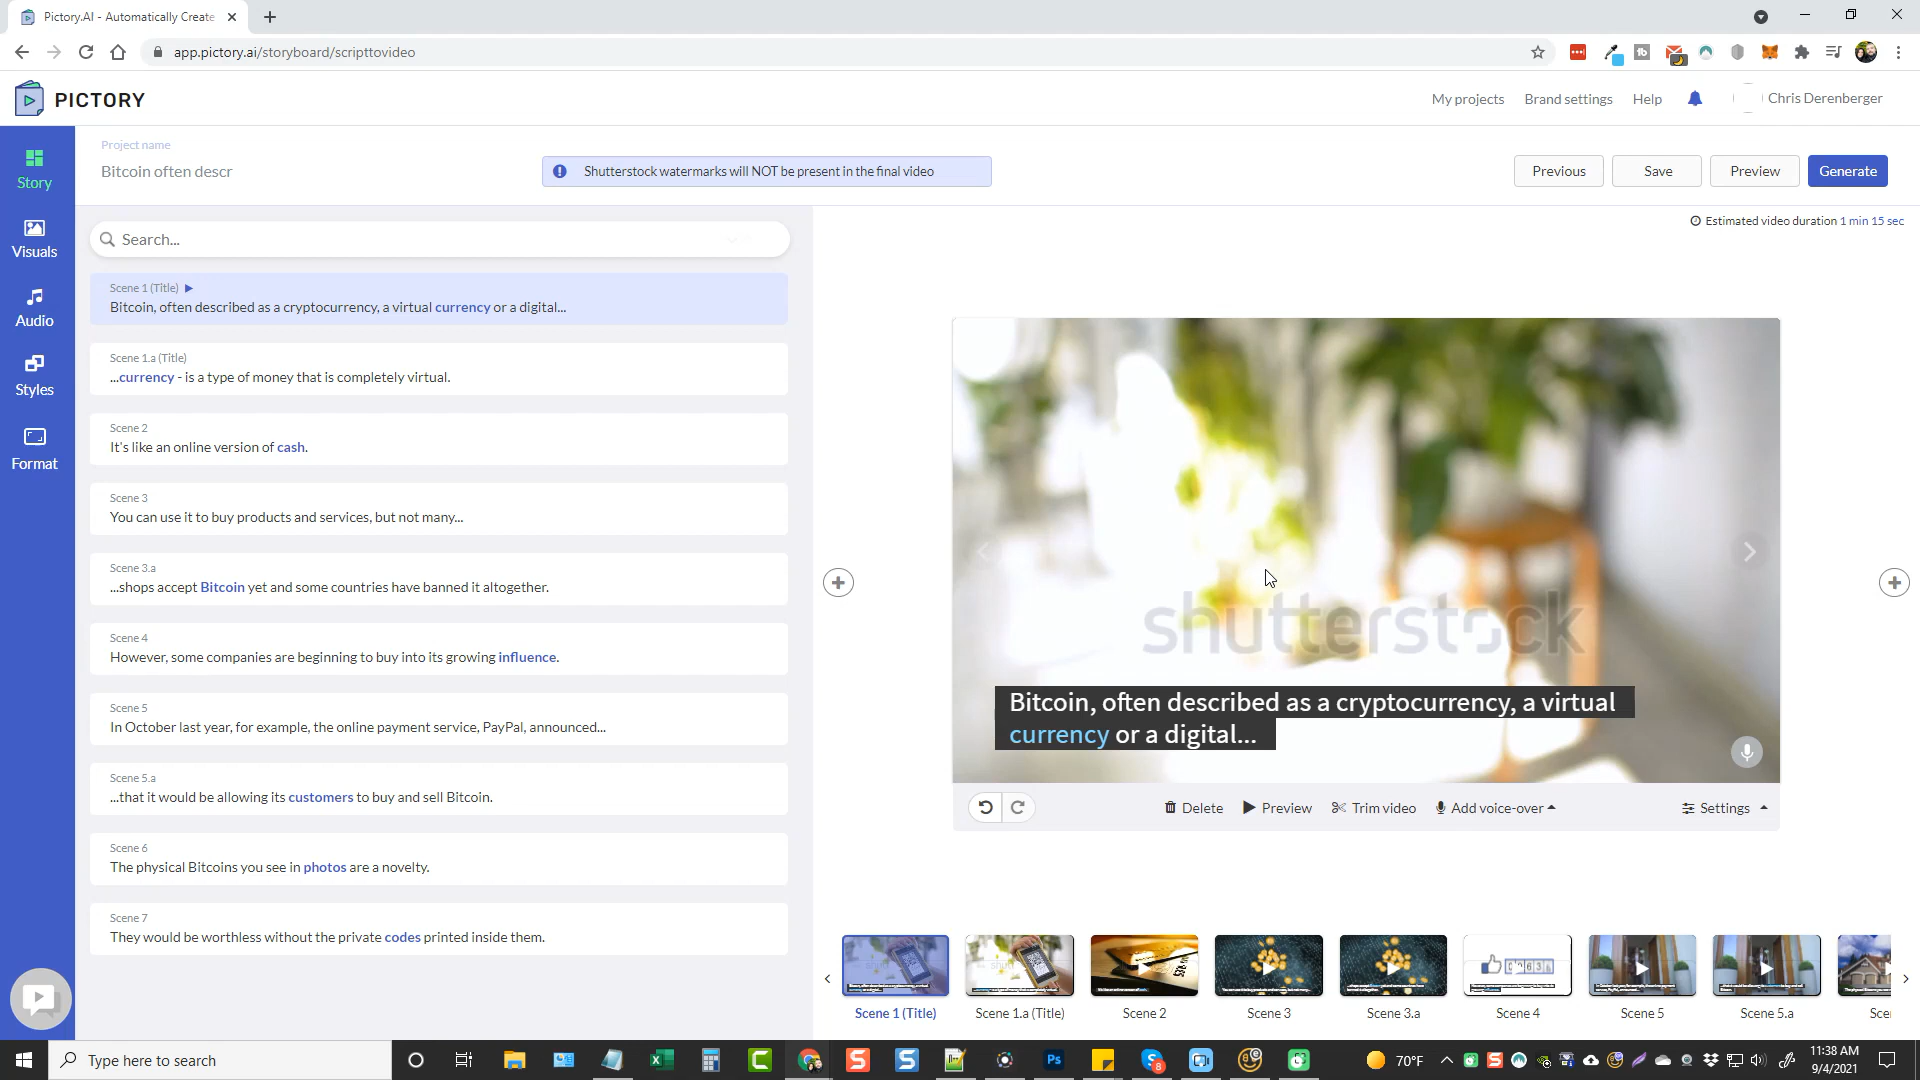 Pictory.AI - Automatically Create
app.pictory.ai/storyboard/scripttovideo
PICTORY
My projects
Brand settings
Help
Chris Derenberger
Story
Visuals
Audio
Styles
Format
Project name
Bitcoin often descr
Shutterstock watermarks will NOT be present in the final video
Previous
Save
Preview
Generate
Search...
Estimated video duration 1 min 15 sec
Scene 1 (Title)
Bitcoin, often described as a cryptocurrency, a virtual currency or a digital...
Scene 1.a (Title)
...currency - is a type of money that is completely virtual.
Scene 2
It's like an online version of cash.
Scene 3
You can use it to buy products and services, but not many...
Scene 3.a
...shops accept Bitcoin yet and some countries have banned it altogether.
Scene 4
However, some companies are beginning to buy into its growing influence.
Scene 5
In October last year, for example, the online payment service, PayPal, announced...
Scene 5.a
...that it would be allowing its customers to buy and sell Bitcoin.
Scene 6
The physical Bitcoins you see in photos are a novelty.
Scene 7
They would be worthless without the private codes printed inside them.
shutterstock
Bitcoin, often described as a cryptocurrency, a virtual
currency or a digital...
Delete
Preview
Trim video
Add voice-over
Settings
Scene 1 (Title)
Scene 1.a (Title)
Scene 2
Scene 3
Scene 3.a
Scene 4
Scene 5
Scene 5.a
Sce
Type here to search
70°F
11:38 AM
9/4/2021